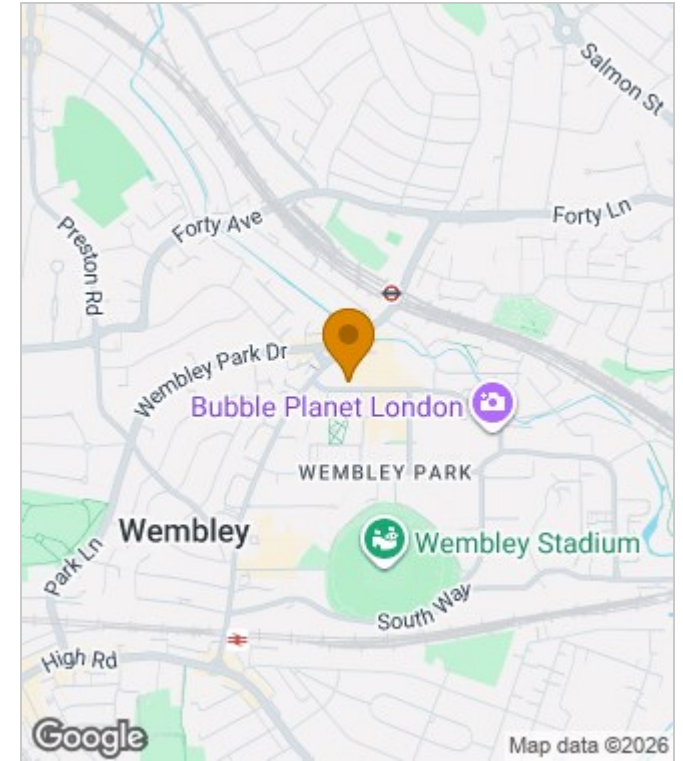 Salmon St
Forty Ave
Forty Ln
Preston Rd
Wembley Park Dr
Bubble Planet London
WEMBLEY PARK
Wembley
Wembley Stadium
Park Ln
South Way
High Rd
Google
Map data ©2026